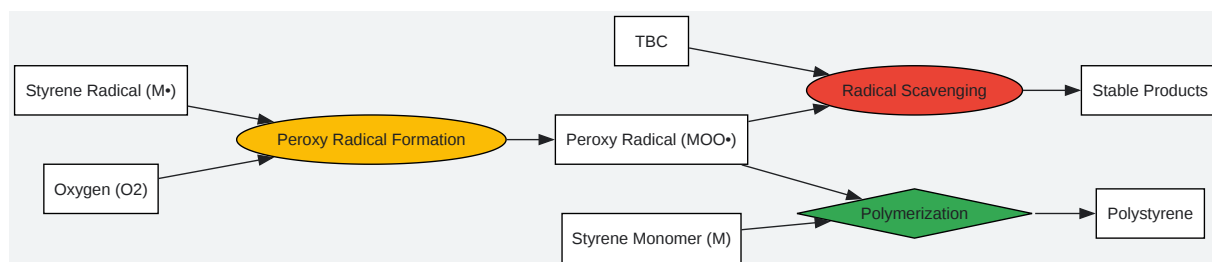 TBC
Styrene Radical (M•)
Radical Scavenging
Stable Products
Peroxy Radical Formation
Peroxy Radical (MOO•)
Oxygen (O2)
Polymerization
Polystyrene
Styrene Monomer (M)